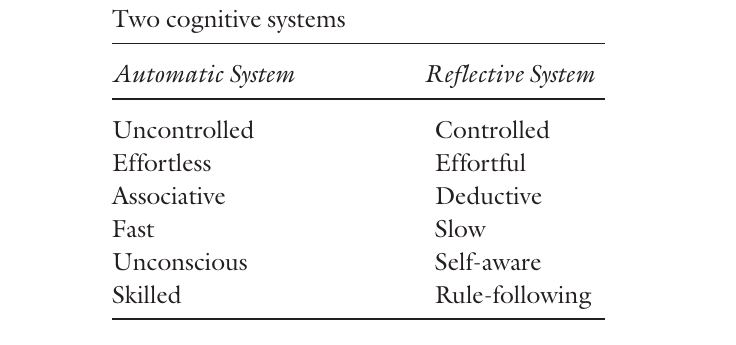 Two cognitive systems
Automatic System Reflective System
Uncontrolled Controlled
Effortless Effortful
Associative Deductive
Fast Slow
Unconscious Self-aware
Skilled Rule-following